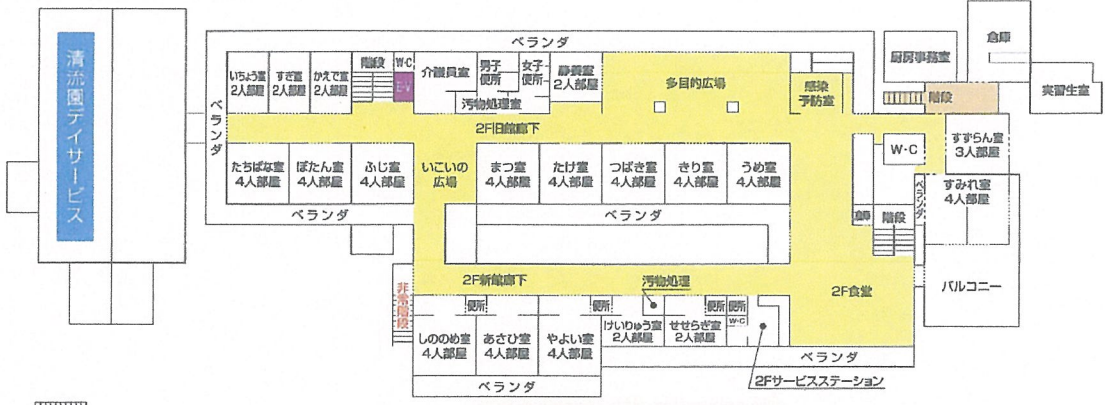 清流園デイサービス
ベランダ
ベランダ
いちょう室
2人部屋
すぎ室
2人部屋
かえで室
2人部屋
階段
W・C
E・V
介護員室
男子
便所
女子
便所
汚物処理室
静養室
2人部屋
多目的広場
感染
予防室
厨房事務室
倉庫
実習生室
階段
2F旧館廊下
W・C
すずらん室
3人部屋
たちばな室
4人部屋
ぼたん室
4人部屋
ふじ室
4人部屋
いこいの
広場
まつ室
4人部屋
たけ室
4人部屋
つばき室
4人部屋
きり室
4人部屋
うめ室
4人部屋
すみれ室
4人部屋
ベランダ
ベランダ
ベランダ
倉庫
階段
2F新館廊下
汚物処理
2F食堂
バルコニー
非常階段
便所
便所
便所
便所
W・C
しののめ室
4人部屋
あさひ室
4人部屋
やよい室
4人部屋
けいりゅう室
2人部屋
せせらぎ室
2人部屋
ベランダ
ベランダ
2Fサービスステーション